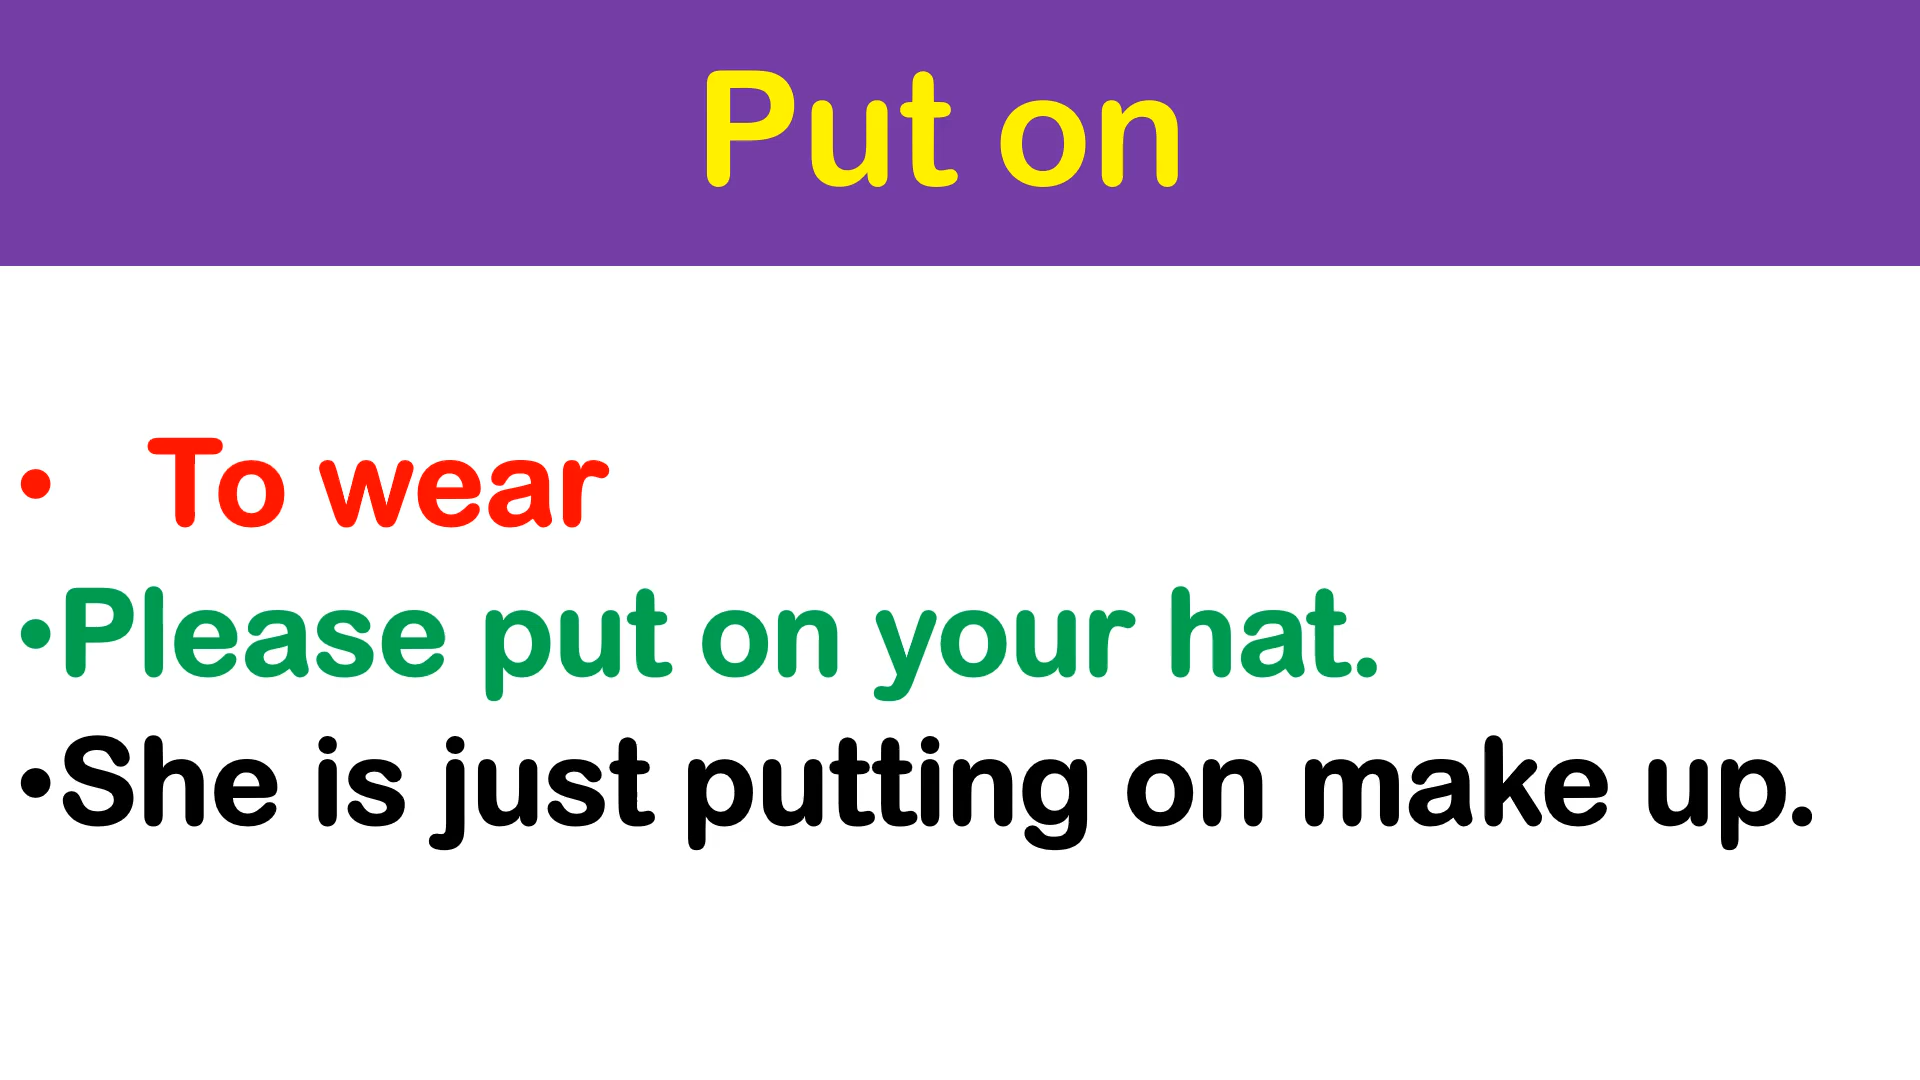 Put on
• To wear
•Please put on your hat.
•She is just putting on make up.